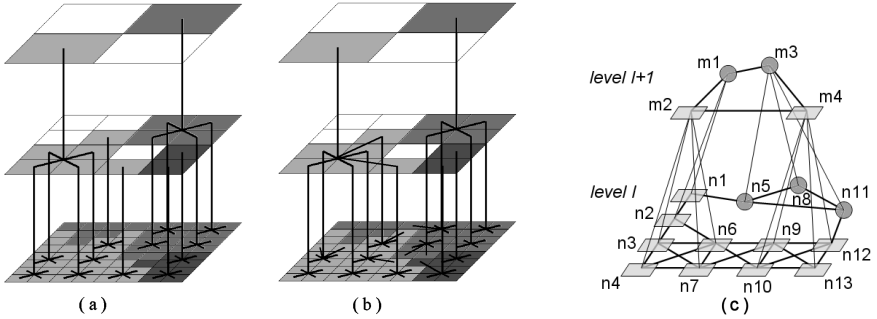 m1
m3
level l+1
m2
m4
n1
n5
n8
n11
level l
n2
n3
n6
n9
n12
n4
n7
n10
n13
( a )
( b )
( c )